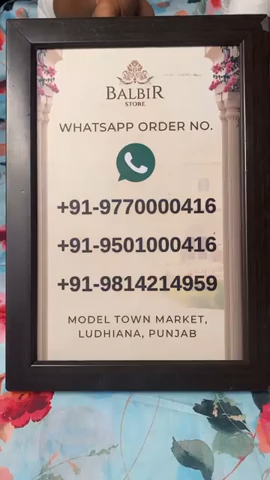 BALBIR
STORE
WHATSAPP ORDER NO.
+91-9770000416
+91-9501000416
+91-9814214959
MODEL TOWN MARKET,
LUDHIANA, PUNJAB